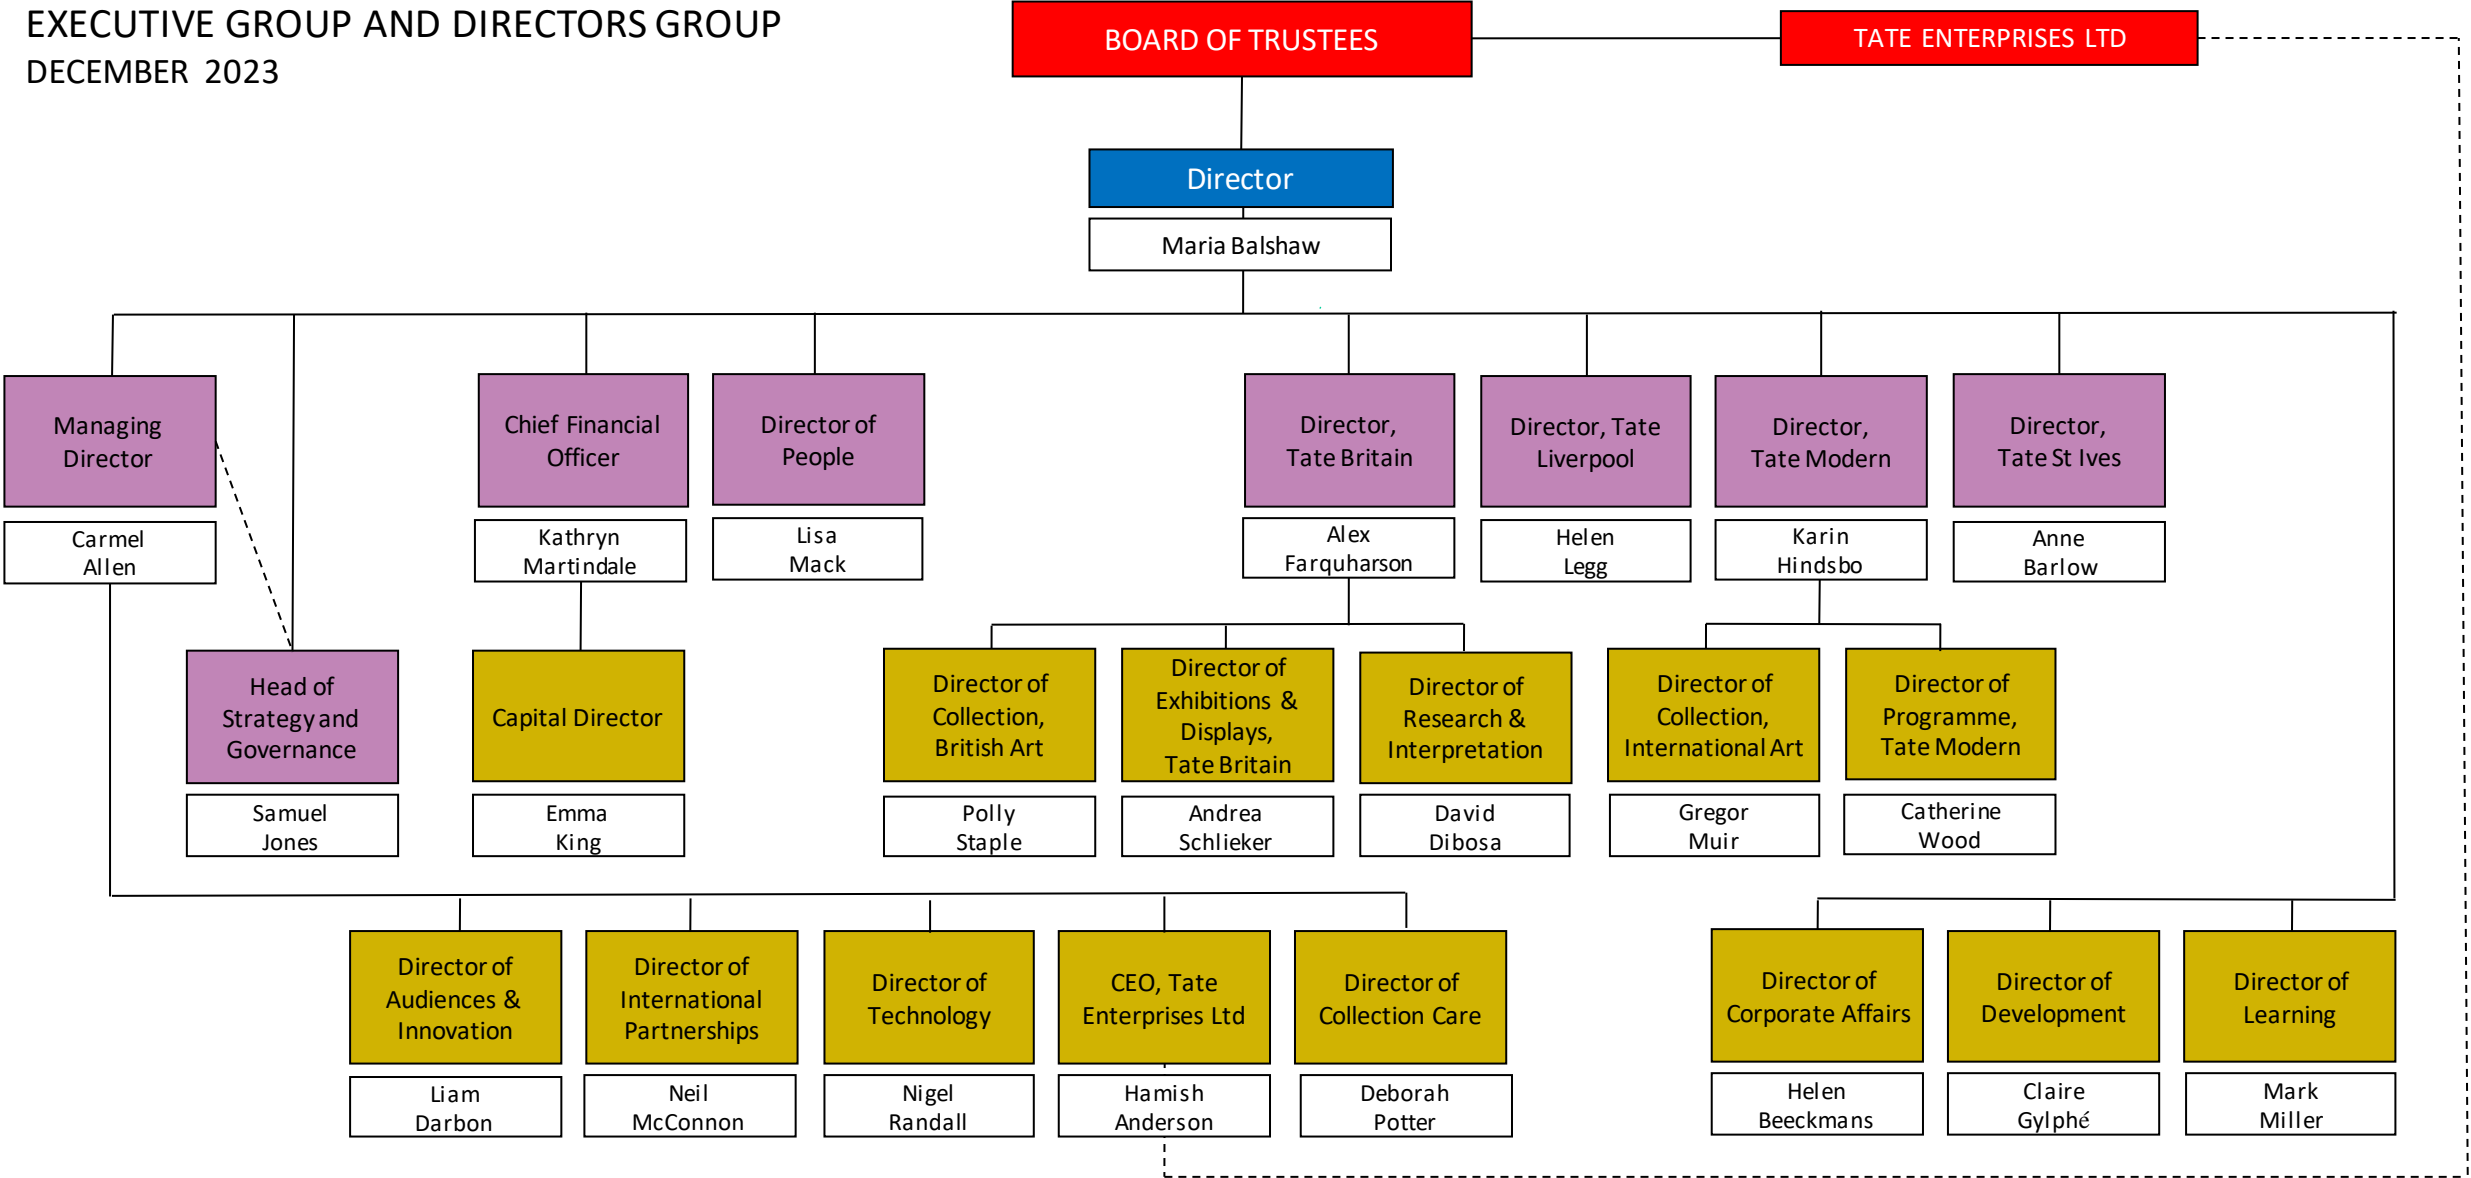 EXECUTIVE GROUP AND DIRECTORS GROUP
DECEMBER 2023
BOARD OF TRUSTEES
TATE ENTERPRISES LTD
Director
Maria Balshaw
Managing
Director
Carmel
Allen
Chief Financial
Officer
Kathryn
Martindale
Director of
People
Lisa
Mack
Director,
Tate Britain
Alex
Farquharson
Director, Tate
Liverpool
Helen
Legg
Director,
Tate Modern
Karin
Hindsbo
Director,
Tate St Ives
Anne
Barlow
Head of
Strategy and
Governance
Samuel
Jones
Capital Director
Emma
King
Director of
Collection,
British Art
Polly
Staple
Director of
Exhibitions &
Displays,
Tate Britain
Andrea
Schlieker
Director of
Research &
Interpretation
David
Dibosa
Director of
Collection,
International Art
Gregor
Muir
Director of
Programme,
Tate Modern
Catherine
Wood
Director of
Audiences &
Innovation
Liam
Darbon
Director of
International
Partnerships
Neil
McConnon
Director of
Technology
Nigel
Randall
CEO, Tate
Enterprises Ltd
Hamish
Anderson
Director of
Collection Care
Deborah
Potter
Director of
Corporate Affairs
Helen
Beeckmans
Director of
Development
Claire
Gylphé
Director of
Learning
Mark
Miller